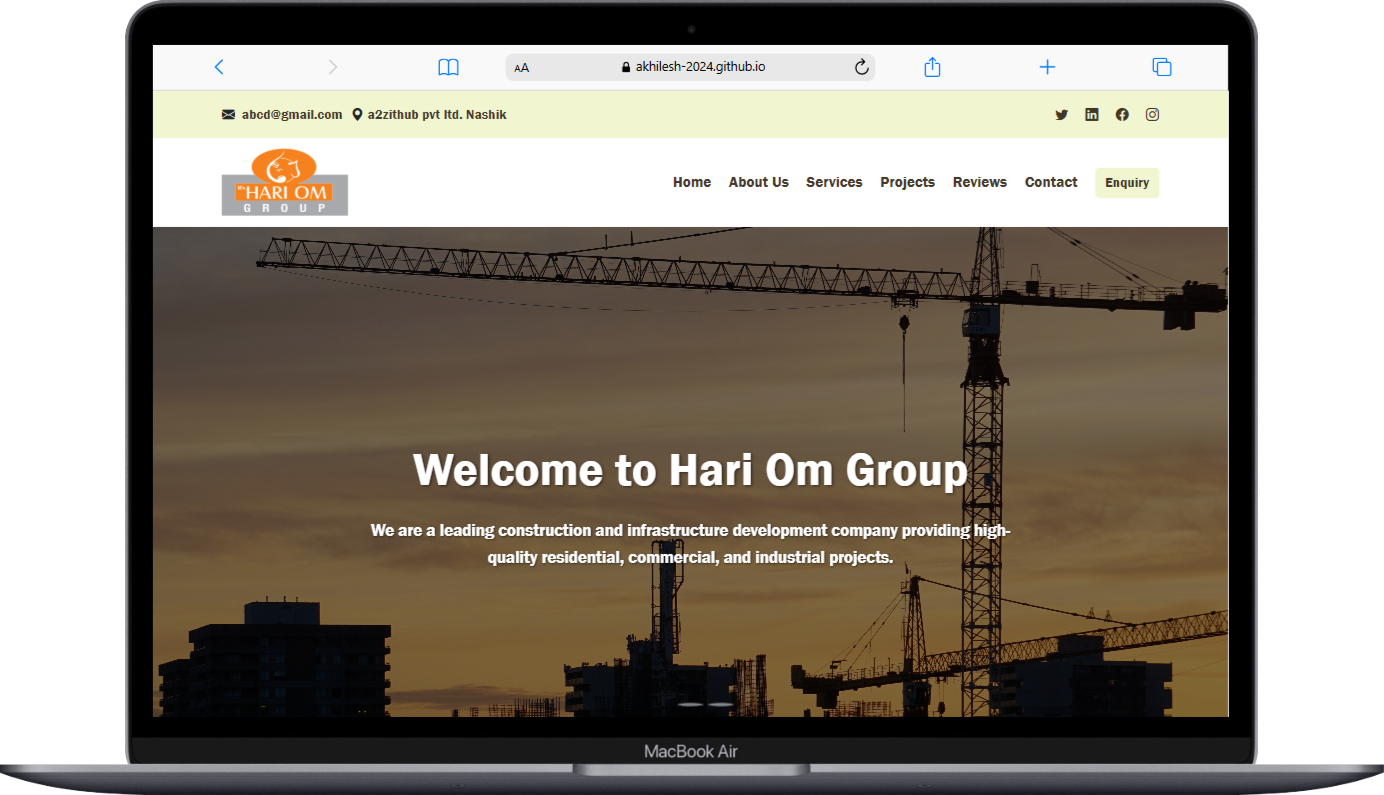 AA akhilesh-2024.github.io
abcd@gmail.com a2zithub pvt ltd. Nashik
M/s HARI OM
GROUP
Home About Us Services Projects Reviews Contact Enquiry
Welcome to Hari Om Group
We are a leading construction and infrastructure development company providing high-
quality residential, commercial, and industrial projects.
MacBook Air